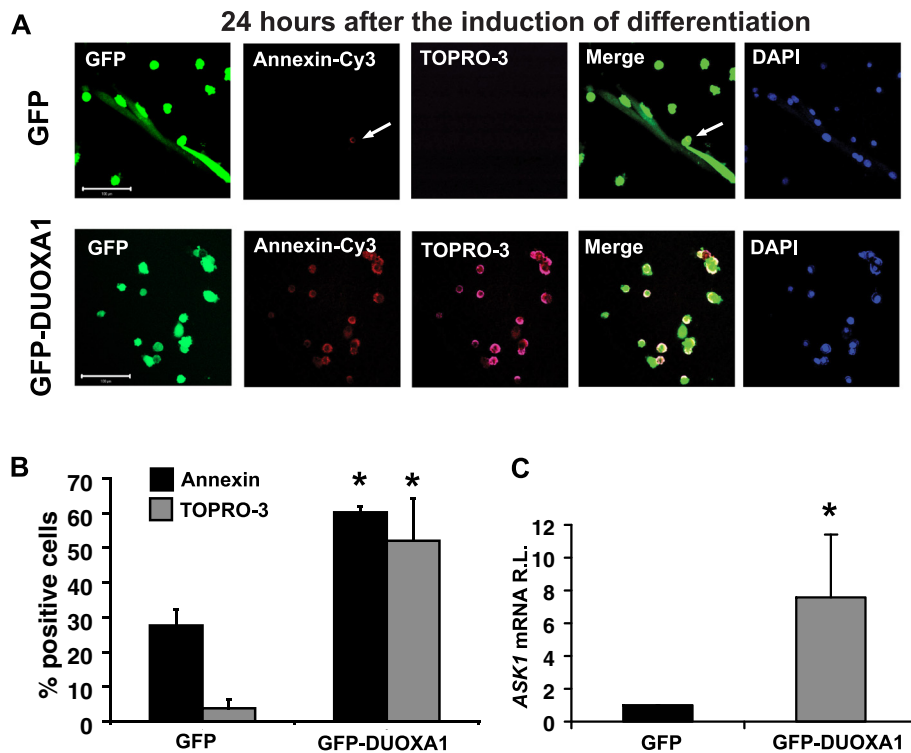 24 hours after the induction of differentiation
A
GFP
GFP Annexin-Cy3 TOPRO-3 Merge DAPI
GFP-DUOXA1
GFP Annexin-Cy3 TOPRO-3 Merge DAPI
B
Annexin
TOPRO-3
% positive cells
70
60
50
40
30
20
10
0
* *
GFP GFP-DUOXA1
C
ASK1 mRNA R.L.
12
10
8
6
4
2
0
*
GFP GFP-DUOXA1